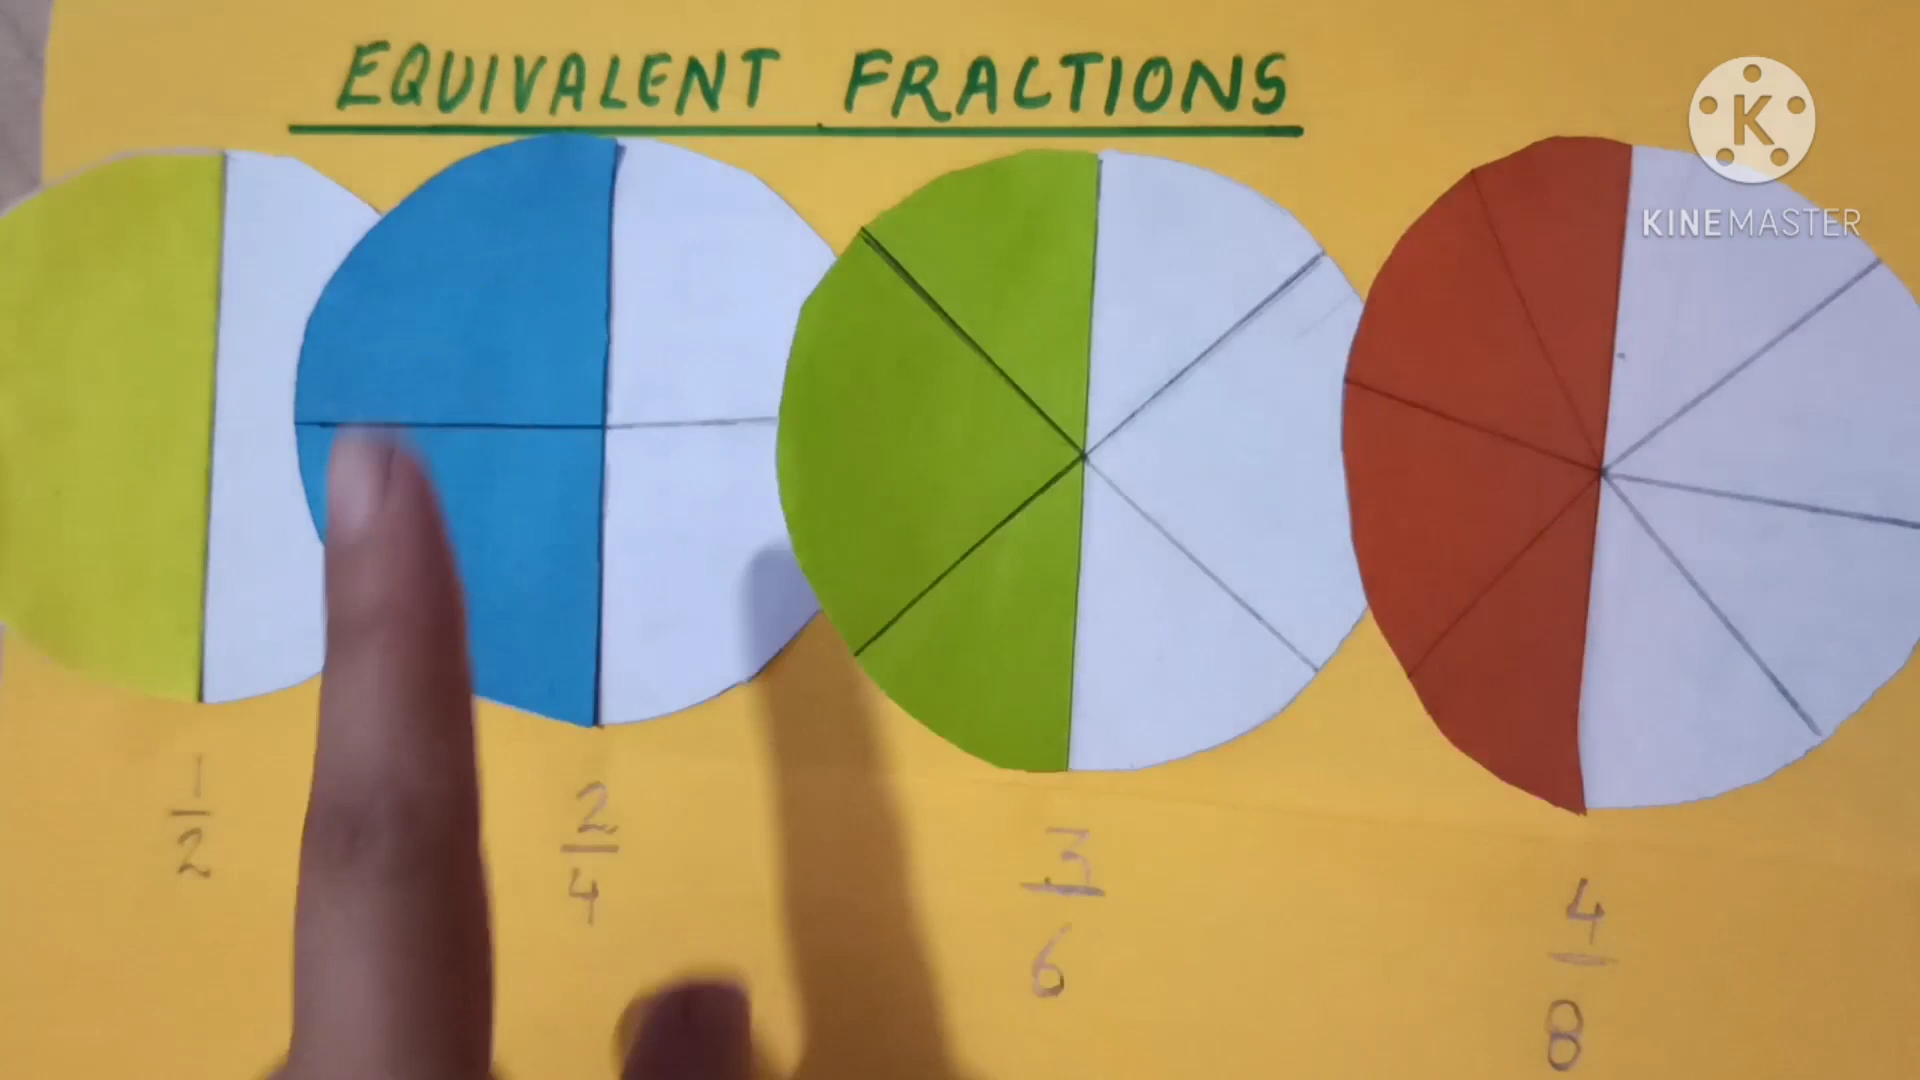 EQUIVALENT FRACTIONS
K
KINEMASTER
1/2
2/4
3/6
4/8